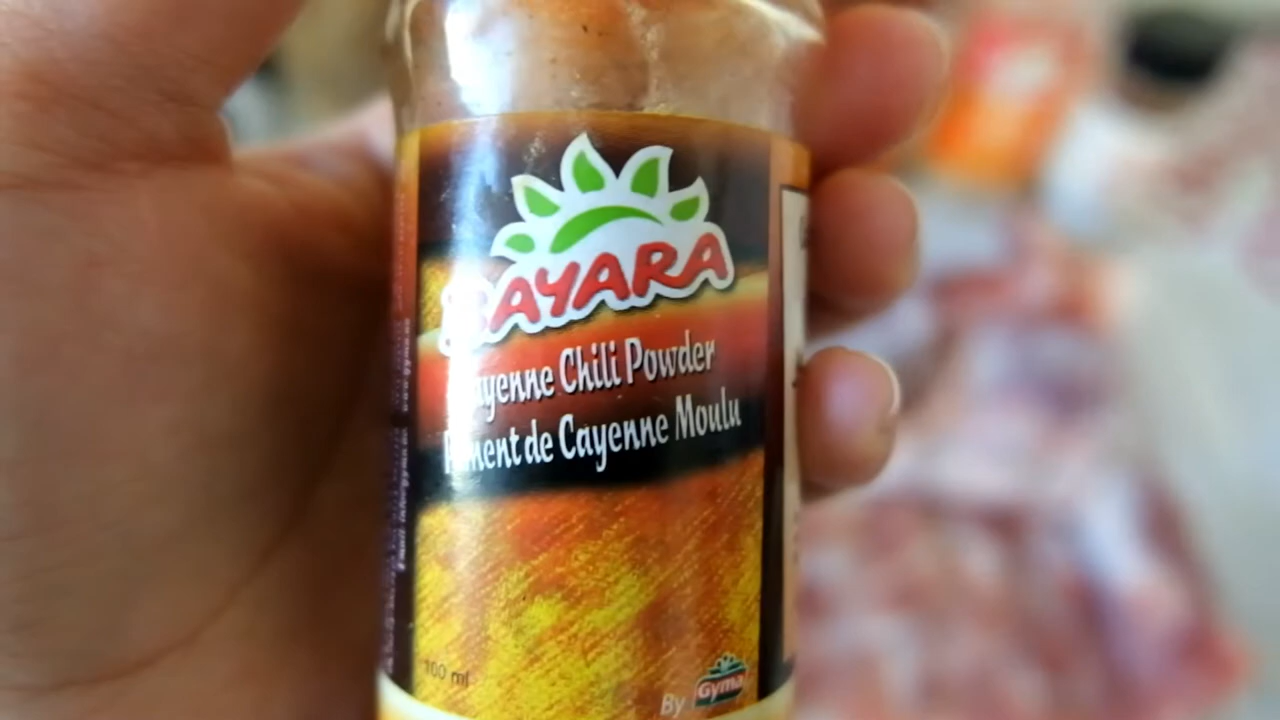 BAYARA
Cayenne Chili Powder
Piment de Cayenne Moulu
100 ml
By Gyma